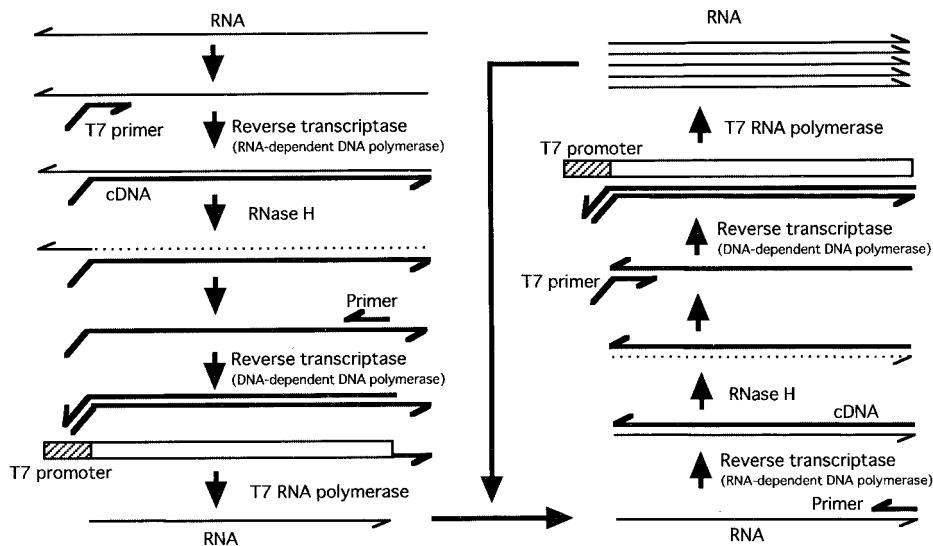 RNA
T7 primer
Reverse transcriptase
(RNA-dependent DNA polymerase)
cDNA
RNase H
Primer
Reverse transcriptase
(DNA-dependent DNA polymerase)
T7 promoter
T7 RNA polymerase
RNA
RNA
T7 RNA polymerase
T7 promoter
Reverse transcriptase
(DNA-dependent DNA polymerase)
T7 primer
RNase H
cDNA
Reverse transcriptase
(RNA-dependent DNA polymerase)
Primer
RNA